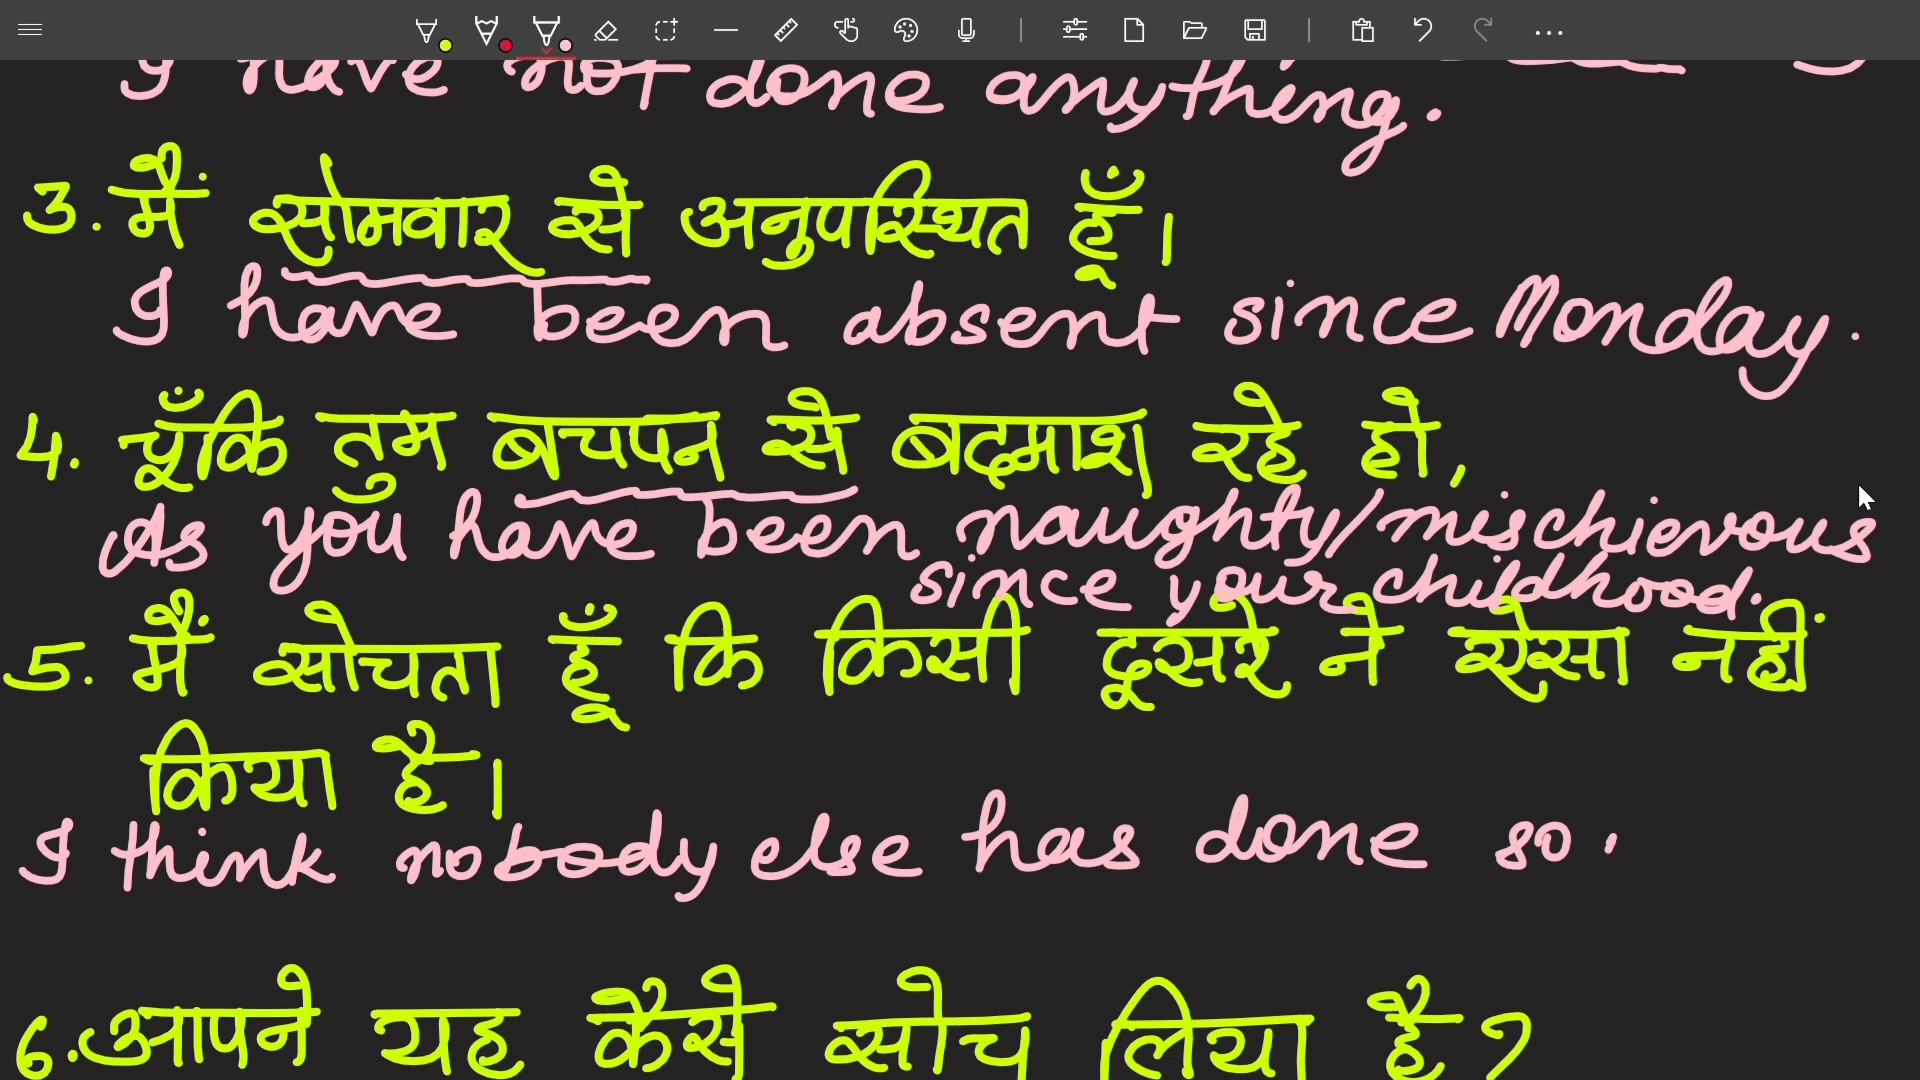 I have not done anything.
3. मैं सोमवार से अनुपस्थित हूँ।
I have been absent since Monday.
4. चूँकि तुम बचपन से बदमाश रहे हो,
As you have been naughty/mischievous
since your childhood.
5. मैं सोचता हूँ कि किसी दूसरे ने ऐसा नहीं
किया है।
I think nobody else has done so.
6. आपने यह कैसे सोच लिया है?